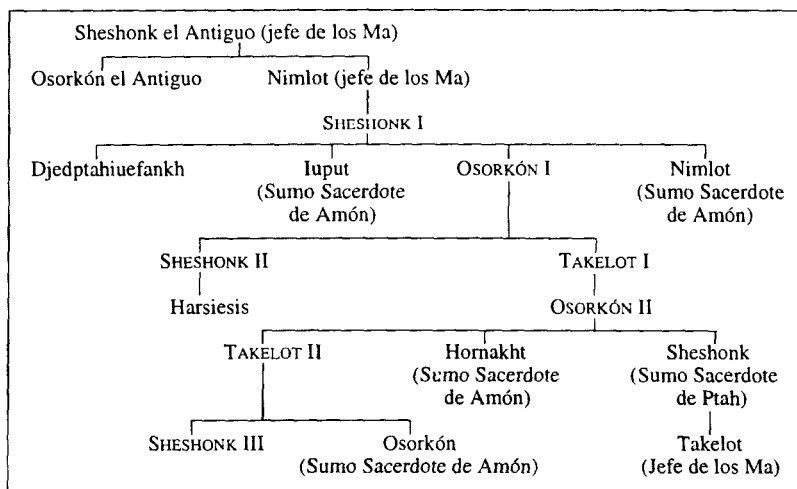 Sheshonk el Antiguo (jefe de los Ma)
Osorkón el Antiguo Nimlot (jefe de los Ma)
SHESHONK I
Djedptahiuefankh Iuput OSORKÓN I Nimlot
(Sumo Sacerdote (Sumo Sacerdote
de Amón) de Amón)
SHESHONK II TAKELOT I
Harsiesis OSORKÓN II
TAKELOT II Hornakht Sheshonk
(Sumo Sacerdote (Sumo Sacerdote
de Amón) de Ptah)
SHESHONK III Osorkón Takelot
(Sumo Sacerdote de Amón) (Jefe de los Ma)